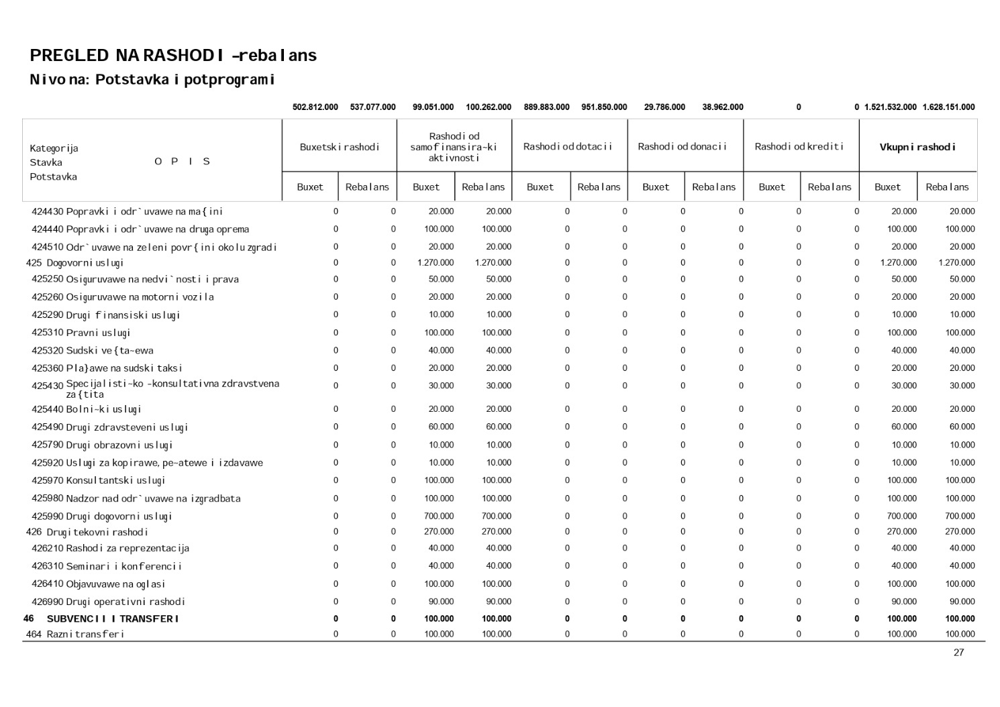 PREGLED NA RASHODI -rebalans
Nivo na: Potstavka i potprogrami
502.812.000 537.077.000 99.051.000 100.262.000 889.883.000 951.850.000 29.786.000 38.962.000 0 0 1.521.532.000 1.628.151.000
Kategorija
Stavka
Potstavka
O P I S
Buxetski rashodi
Rashodi od
samofinansira~ki
aktivnosti
Rashodi od dotacii
Rashodi od donacii
Rashodi od krediti
Vkupni rashodi
Buxet Rebalans Buxet Rebalans Buxet Rebalans Buxet Rebalans Buxet Rebalans Buxet Rebalans
424430 Popravki i odr`uvawe na ma{ini 0 0 20.000 20.000 0 0 0 0 0 0 20.000 20.000
424440 Popravki i odr`uvawe na druga oprema 0 0 100.000 100.000 0 0 0 0 0 0 100.000 100.000
424510 Odr`uvawe na zeleni povr{ini okolu zgradi 0 0 20.000 20.000 0 0 0 0 0 0 20.000 20.000
425 Dogovorni uslugi 0 0 1.270.000 1.270.000 0 0 0 0 0 0 1.270.000 1.270.000
425250 Osiguruvawe na nedvi`nosti i prava 0 0 50.000 50.000 0 0 0 0 0 0 50.000 50.000
425260 Osiguruvawe na motorni vozila 0 0 20.000 20.000 0 0 0 0 0 0 20.000 20.000
425290 Drugi finansiski uslugi 0 0 10.000 10.000 0 0 0 0 0 0 10.000 10.000
425310 Pravni uslugi 0 0 100.000 100.000 0 0 0 0 0 0 100.000 100.000
425320 Sudski ve{ta~ewa 0 0 40.000 40.000 0 0 0 0 0 0 40.000 40.000
425360 Pla}awe na sudski taksi 0 0 20.000 20.000 0 0 0 0 0 0 20.000 20.000
425430 Specijalisti~ko -konsultativna zdravstvena 0 0 30.000 30.000 0 0 0 0 0 0 30.000 30.000
za{tita
425440 Bolni~ki uslugi 0 0 20.000 20.000 0 0 0 0 0 0 20.000 20.000
425490 Drugi zdravsteveni uslugi 0 0 60.000 60.000 0 0 0 0 0 0 60.000 60.000
425790 Drugi obrazovni uslugi 0 0 10.000 10.000 0 0 0 0 0 0 10.000 10.000
425920 Uslugi za kopirawe, pe~atewe i izdavawe 0 0 10.000 10.000 0 0 0 0 0 0 10.000 10.000
425970 Konsultantski uslugi 0 0 100.000 100.000 0 0 0 0 0 0 100.000 100.000
425980 Nadzor nad odr`uvawe na izgradbata 0 0 100.000 100.000 0 0 0 0 0 0 100.000 100.000
425990 Drugi dogovorni uslugi 0 0 700.000 700.000 0 0 0 0 0 0 700.000 700.000
426 Drugi tekovni rashodi 0 0 270.000 270.000 0 0 0 0 0 0 270.000 270.000
426210 Rashodi za reprezentacija 0 0 40.000 40.000 0 0 0 0 0 0 40.000 40.000
426310 Seminari i konferencii 0 0 40.000 40.000 0 0 0 0 0 0 40.000 40.000
426410 Objavuvawe na oglasi 0 0 100.000 100.000 0 0 0 0 0 0 100.000 100.000
426990 Drugi operativni rashodi 0 0 90.000 90.000 0 0 0 0 0 0 90.000 90.000
46 SUBVENCII I TRANSFERI 0 0 100.000 100.000 0 0 0 0 0 0 100.000 100.000
464 Razni transferi 0 0 100.000 100.000 0 0 0 0 0 0 100.000 100.000
27